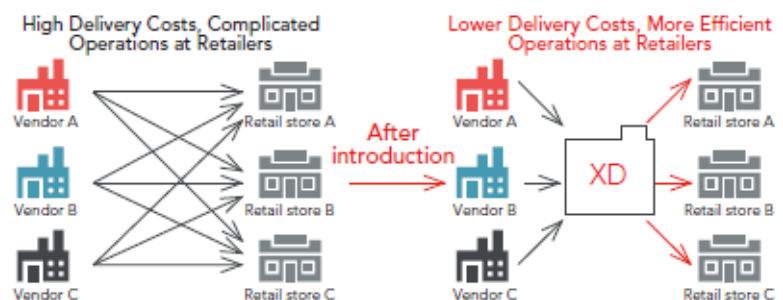 High Delivery Costs, Complicated
Operations at Retailers
Vendor A
Retail store A
Vendor B
Retail store B
Vendor C
Retail store C
After
introduction
Lower Delivery Costs, More Efficient
Operations at Retailers
Vendor A
Retail store A
Vendor B
XD
Retail store B
Vendor C
Retail store C